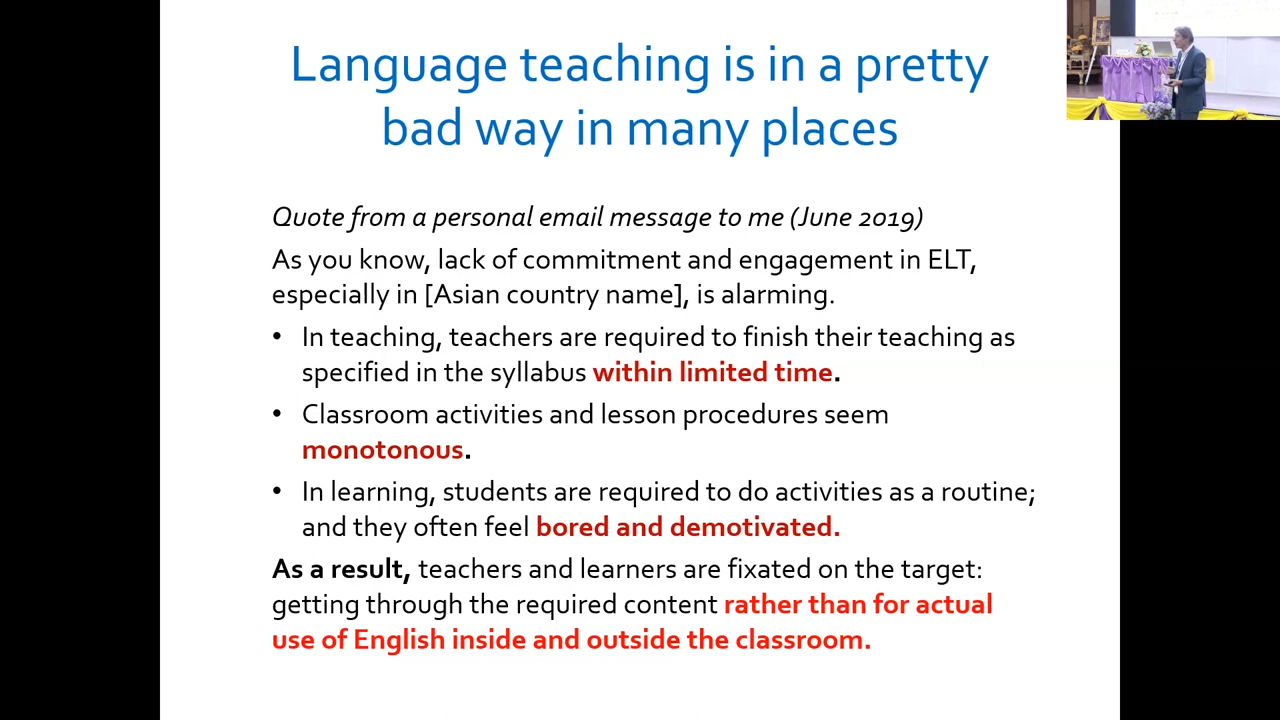 Language teaching is in a pretty
bad way in many places
Quote from a personal email message to me (June 2019)
As you know, lack of commitment and engagement in ELT,
especially in [Asian country name], is alarming.
• In teaching, teachers are required to finish their teaching as
specified in the syllabus within limited time.
• Classroom activities and lesson procedures seem
monotonous.
• In learning, students are required to do activities as a routine;
and they often feel bored and demotivated.
As a result, teachers and learners are fixated on the target:
getting through the required content rather than for actual
use of English inside and outside the classroom.